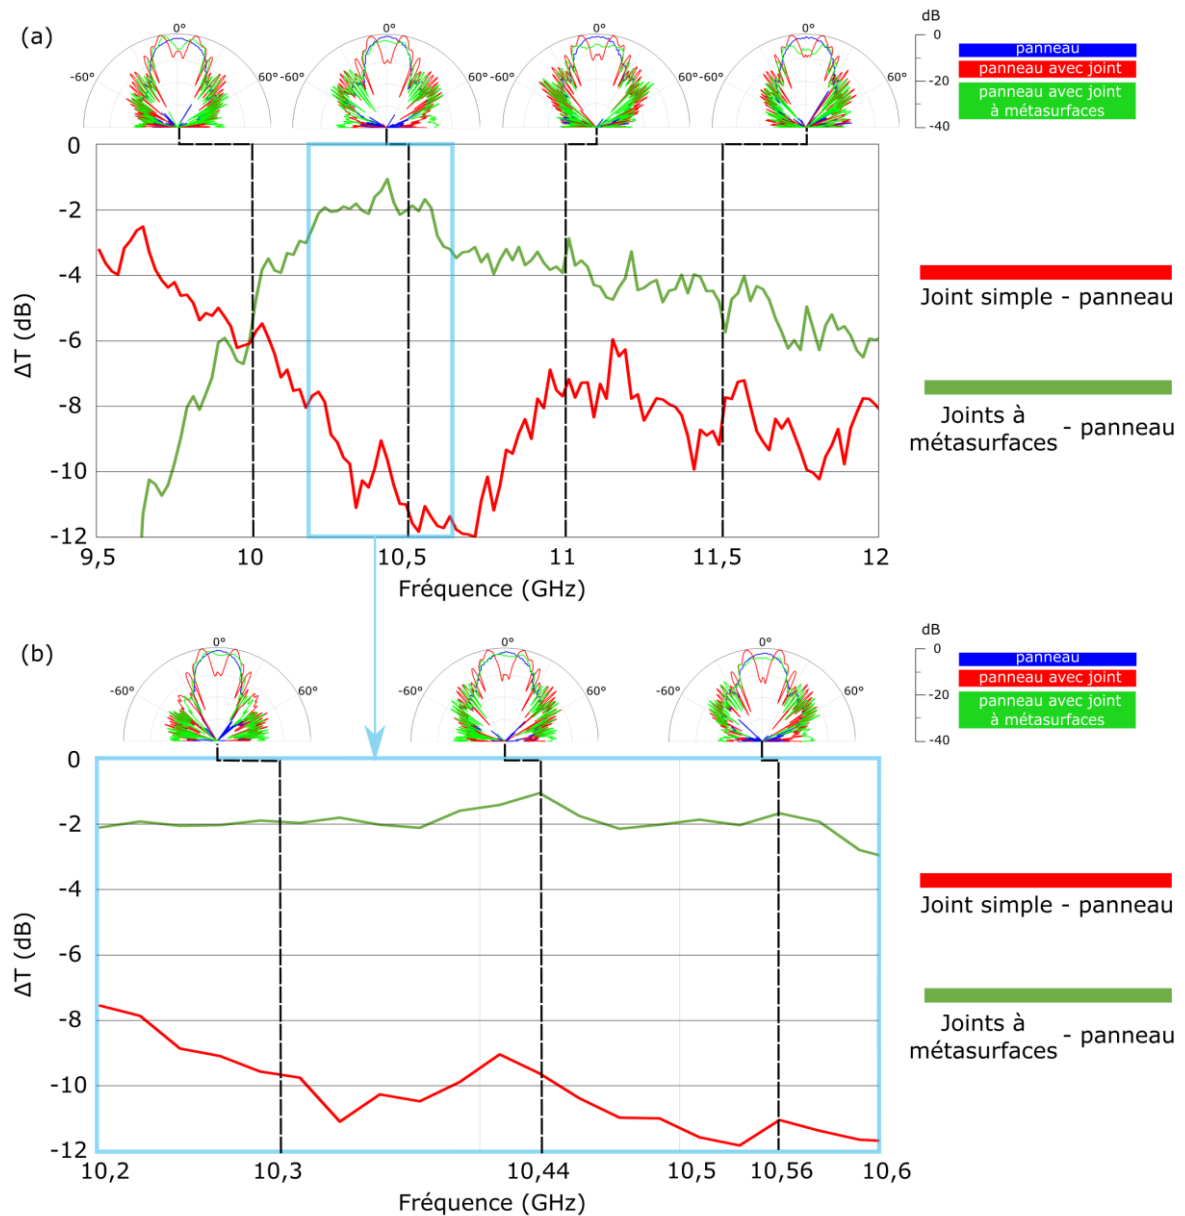 (a)
0° 0° 0° 0°
-60° 60° -60° 60° -60° 60° -60° 60°
dB
0
-20
-40
panneau
panneau avec joint
panneau avec joint
à métasurfaces
0
-2
-4
-6
-8
-10
-12
ΔT (dB)
9,5 10 10,5 11 11,5 12
Fréquence (GHz)
Joint simple - panneau
Joints à
métasurfaces - panneau
(b)
0° 0° 0°
-60° 60° -60° 60° -60° 60°
dB
0
-20
-40
panneau
panneau avec joint
panneau avec joint
à métasurfaces
0
-2
-4
-6
-8
-10
-12
ΔT (dB)
10,2 10,3 10,44 10,5 10,56 10,6
Fréquence (GHz)
Joint simple - panneau
Joints à
métasurfaces - panneau